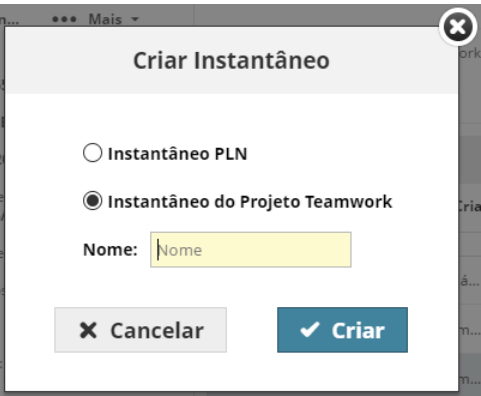 ••• Mais
Criar Instantâneo
Instantâneo PLN
Instantâneo do Projeto Teamwork
Nome: Nome
Cancelar Criar